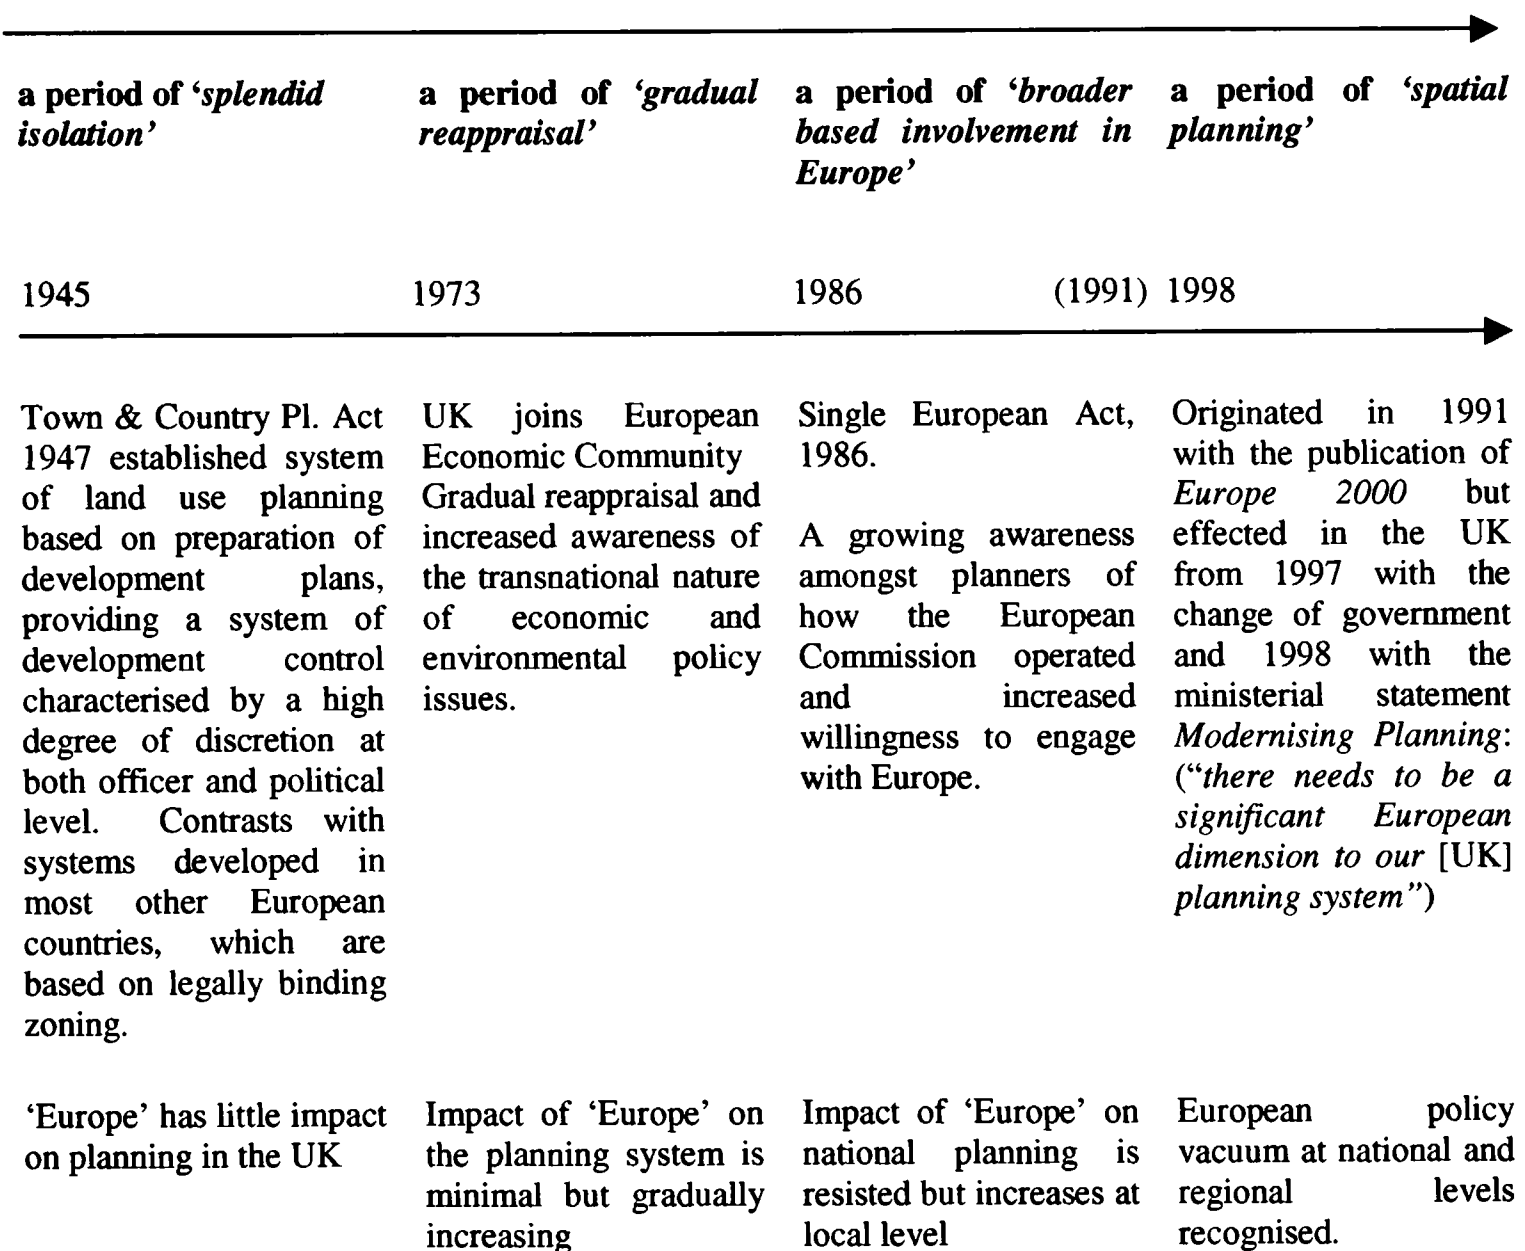 a period of ‘splendid
isolation’
a period of ‘gradual
reappraisal’
a period of ‘broader
based involvement in
Europe’
a period of ‘spatial
planning’
1945
1973
1986 (1991)
1998
Town & Country Pl. Act
1947 established system
of land use planning
based on preparation of
development plans,
providing a system of
development control
characterised by a high
degree of discretion at
both officer and political
level. Contrasts with
systems developed in
most other European
countries, which are
based on legally binding
zoning.
UK joins European
Economic Community
Gradual reappraisal and
increased awareness of
the transnational nature
of economic and
environmental policy
issues.
Single European Act,
1986.
A growing awareness
amongst planners of
how the European
Commission operated
and increased
willingness to engage
with Europe.
Originated in 1991
with the publication of
Europe 2000 but
effected in the UK
from 1997 with the
change of government
and 1998 with the
ministerial statement
Modernising Planning:
(“there needs to be a
significant European
dimension to our [UK]
planning system”)
‘Europe’ has little impact
on planning in the UK
Impact of ‘Europe’ on
the planning system is
minimal but gradually
increasing
Impact of ‘Europe’ on
national planning is
resisted but increases at
local level
European policy
vacuum at national and
regional levels
recognised.